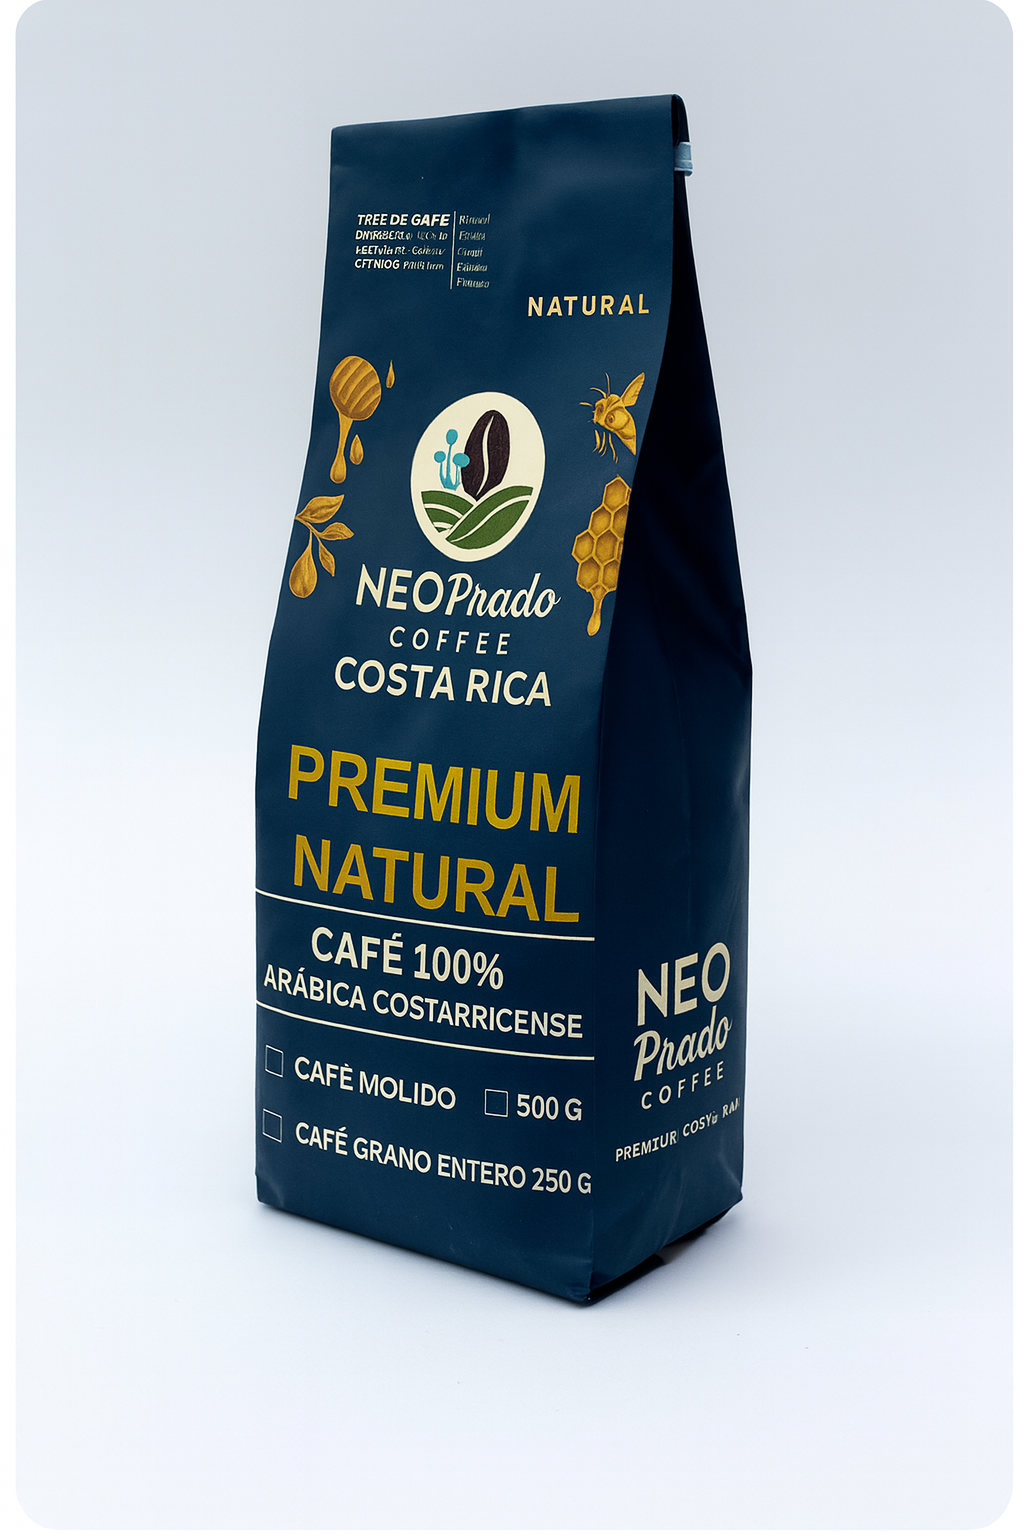 TREE DE GAFE
NATURAL
NEOPrado
COFFEE
COSTA RICA
PREMIUM
NATURAL
CAFÉ 100%
ARÁBICA COSTARRICENSE
CAFÈ MOLIDO
500 G
CAFÉ GRANO ENTERO 250 G
NEO
Prado
COFFEE